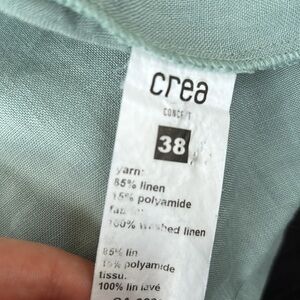 crea
CONCEPT
38
yarn:
85% linen
15% polyamide
fabric
100% washed linen
85% lin
15% polyamide
tissu:
100% lin lavé